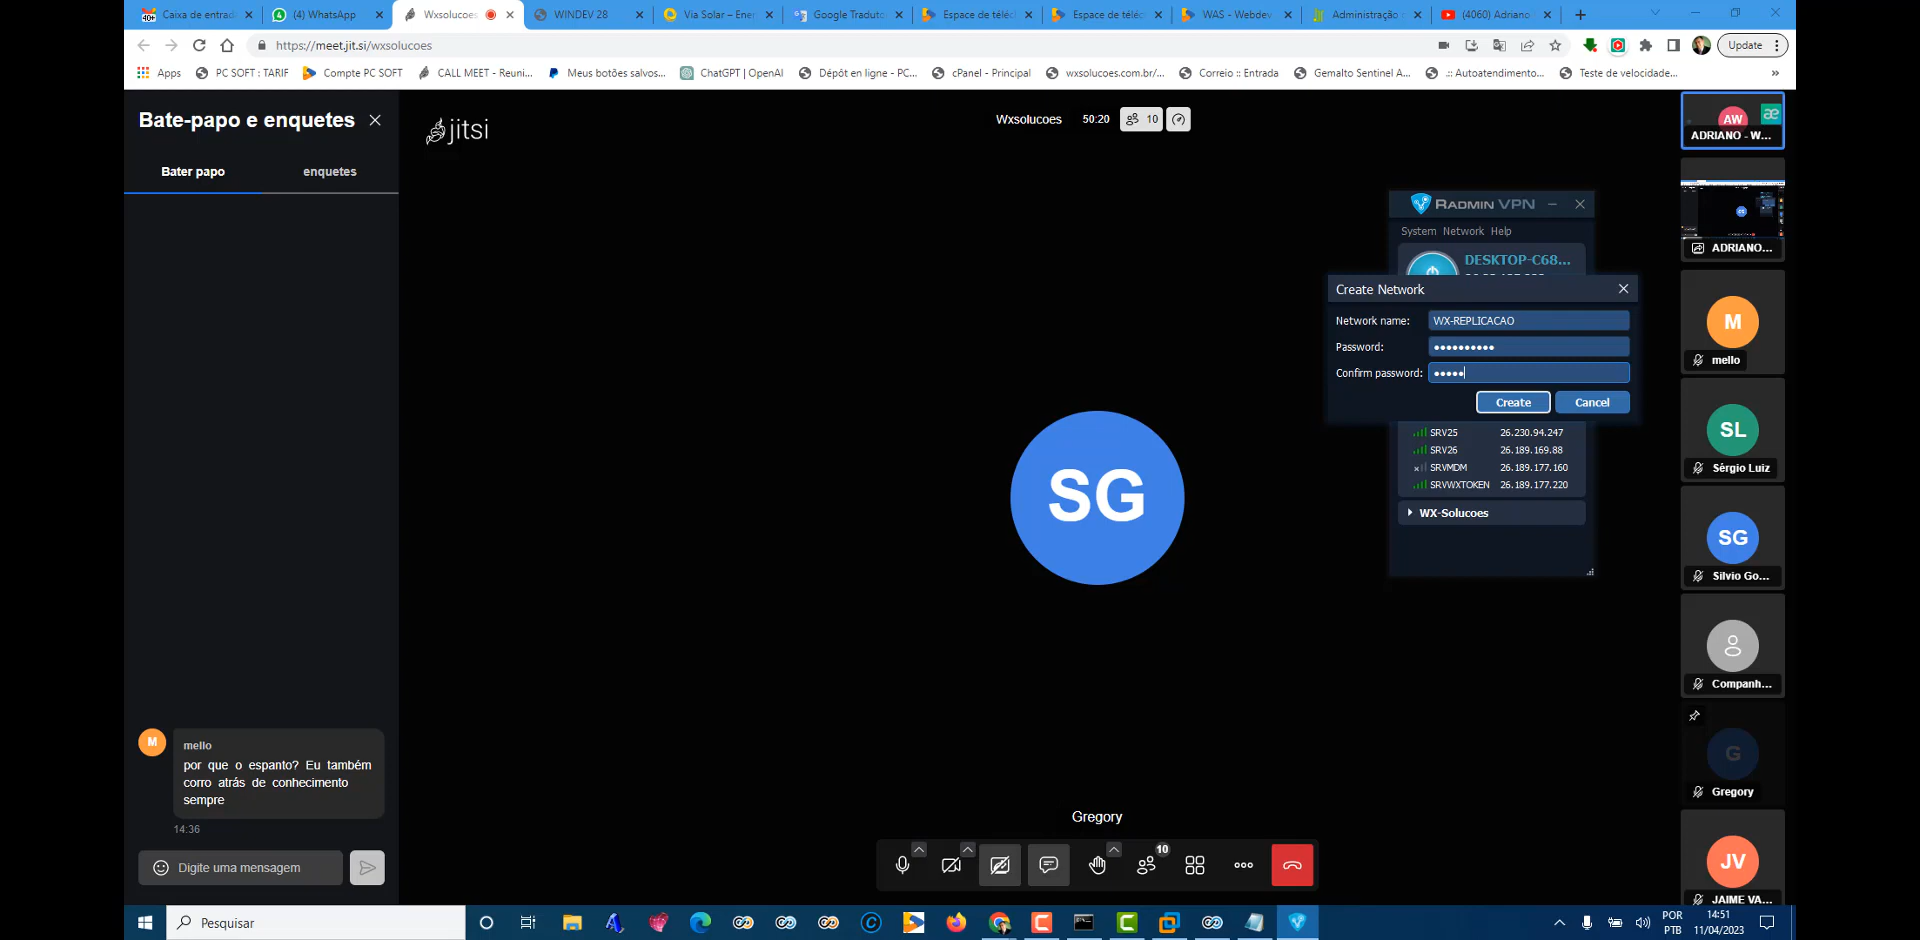 Caixa de entrad
(4) WhatsApp
Wxsolucoes
WINDEV 28
Via Solar – Ener
Google Traduto
Espace de téléc
Espace de téléc
WAS - Webdev
Administração
(4060) Adriano
https://meet.jit.si/wxsolucoes
Update
Apps
PC SOFT : TARIF
Compte PC SOFT
CALL MEET - Reuni...
Meus botões salvos...
ChatGPT | OpenAI
Dépôt en ligne - PC...
cPanel - Principal
wxsolucoes.com.br/...
Correio :: Entrada
Gemalto Sentinel A...
.:: Autoatendimento...
Teste de velocidade...
»
Bate-papo e enquetes
Bater papo
enquetes
jitsi
Wxsolucoes
50:20
10
AW
æ
ADRIANO - W...
ADRIANO...
RADMIN VPN
System Network Help
DESKTOP-C68...
Create Network
Network name:
WX-REPLICACAO
Password:
••••••••••
Confirm password:
•••••
Create
Cancel
SRV25 26.230.94.247
SRV26 26.189.169.88
SRVMDM 26.189.177.160
SRVWXTOKEN 26.189.177.220
WX-Solucoes
SG
M
mello
SL
Sérgio Luiz
SG
Silvio Go...
Companh...
G
Gregory
JV
JAIME VA...
M
mello
por que o espanto? Eu também
corro atrás de conhecimento
sempre
14:36
Digite uma mensagem
Gregory
10
Pesquisar
POR
PTB
14:51
11/04/2023